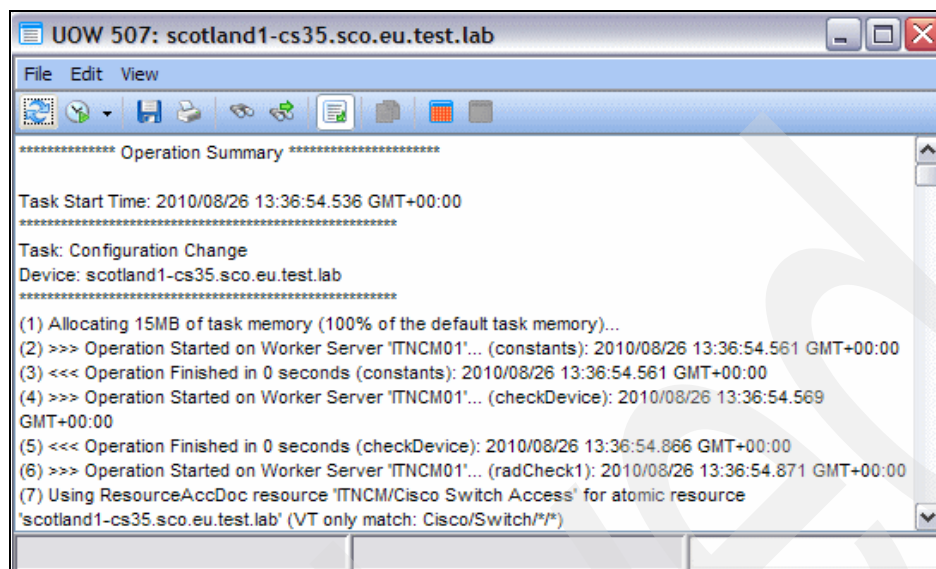 UOW 507: scotland1-cs35.sco.eu.test.lab
File Edit View
*************** Operation Summary ************************
Task Start Time: 2010/08/26 13:36:54.536 GMT+00:00
************************************************************
Task: Configuration Change
Device: scotland1-cs35.sco.eu.test.lab
************************************************************
(1) Allocating 15MB of task memory (100% of the default task memory)...
(2) >>> Operation Started on Worker Server 'ITNCM01'... (constants): 2010/08/26 13:36:54.561 GMT+00:00
(3) <<< Operation Finished in 0 seconds (constants): 2010/08/26 13:36:54.561 GMT+00:00
(4) >>> Operation Started on Worker Server 'ITNCM01'... (checkDevice): 2010/08/26 13:36:54.569
GMT+00:00
(5) <<< Operation Finished in 0 seconds (checkDevice): 2010/08/26 13:36:54.866 GMT+00:00
(6) >>> Operation Started on Worker Server 'ITNCM01'... (radCheck1): 2010/08/26 13:36:54.871 GMT+00:00
(7) Using ResourceAccDoc resource 'ITNCM/Cisco Switch Access' for atomic resource
'scotland1-cs35.sco.eu.test.lab' (VT only match: Cisco/Switch/*/*)